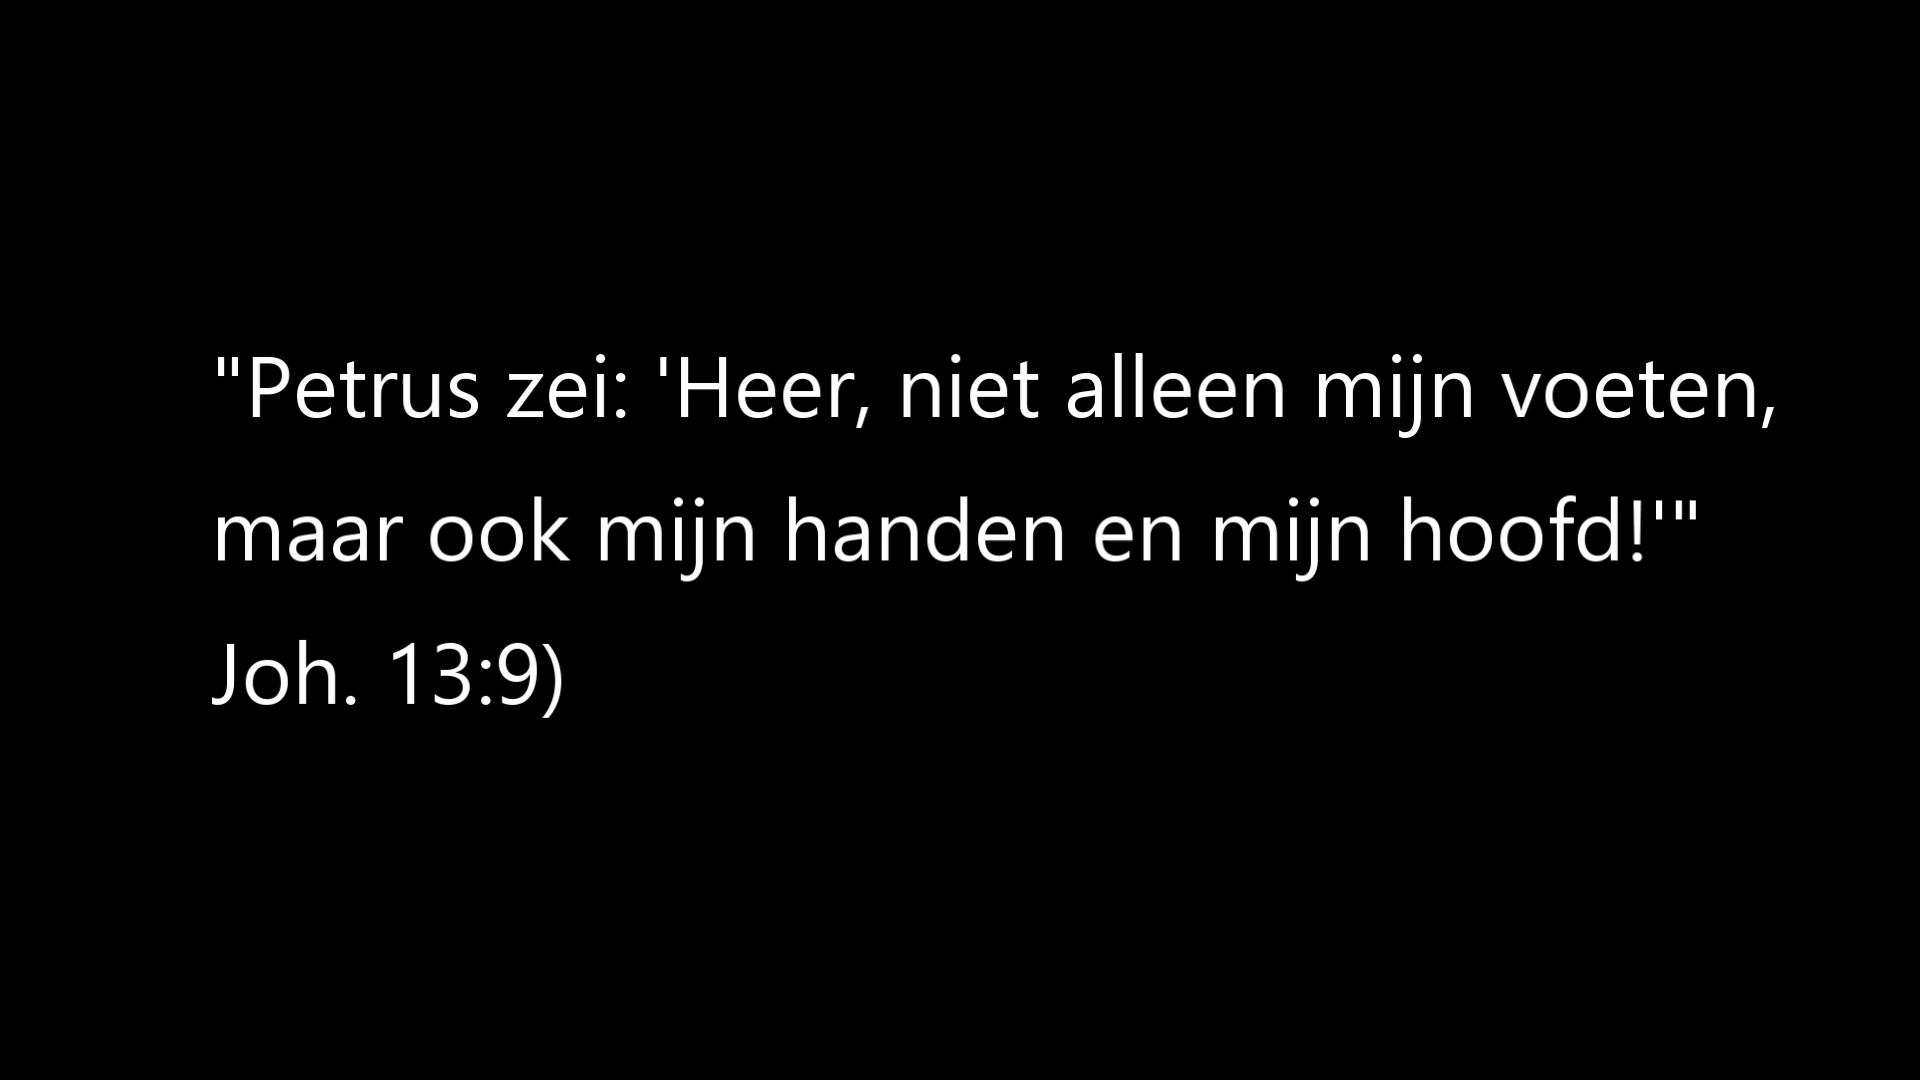 "Petrus zei: 'Heer, niet alleen mijn voeten,
maar ook mijn handen en mijn hoofd!'"
Joh. 13:9)